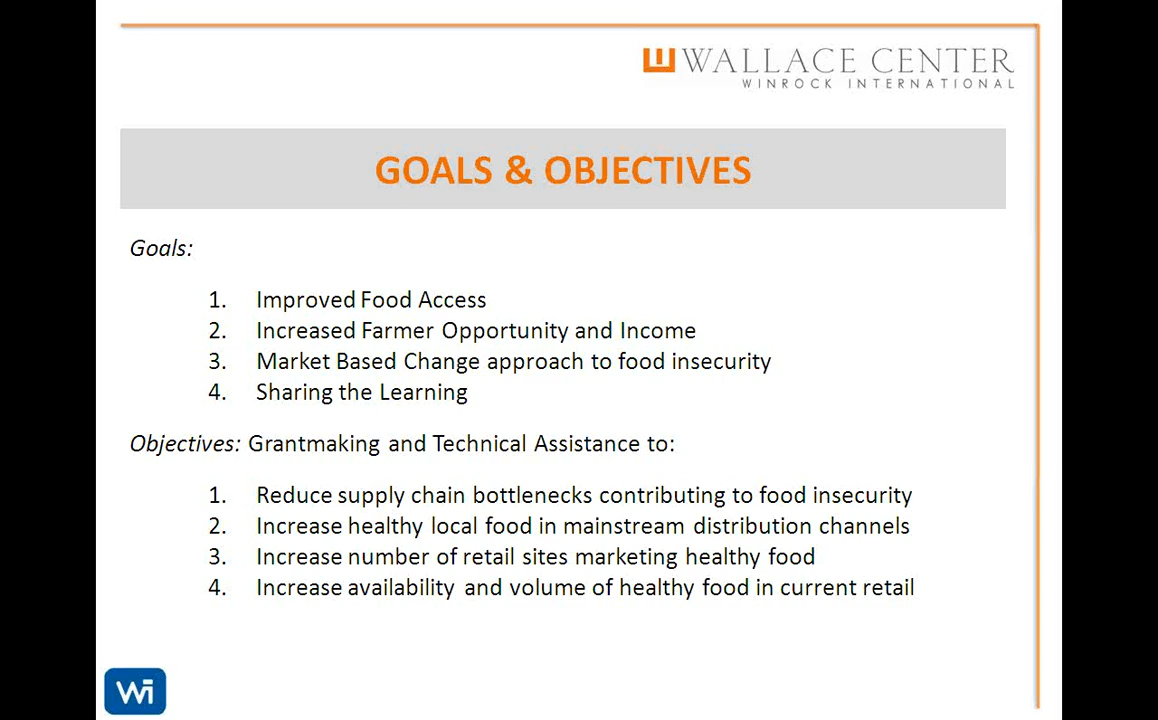 WALLACE CENTER
WINROCK INTERNATIONAL
GOALS & OBJECTIVES
Goals:
1. Improved Food Access
2. Increased Farmer Opportunity and Income
3. Market Based Change approach to food insecurity
4. Sharing the Learning
Objectives: Grantmaking and Technical Assistance to:
1. Reduce supply chain bottlenecks contributing to food insecurity
2. Increase healthy local food in mainstream distribution channels
3. Increase number of retail sites marketing healthy food
4. Increase availability and volume of healthy food in current retail
Wi